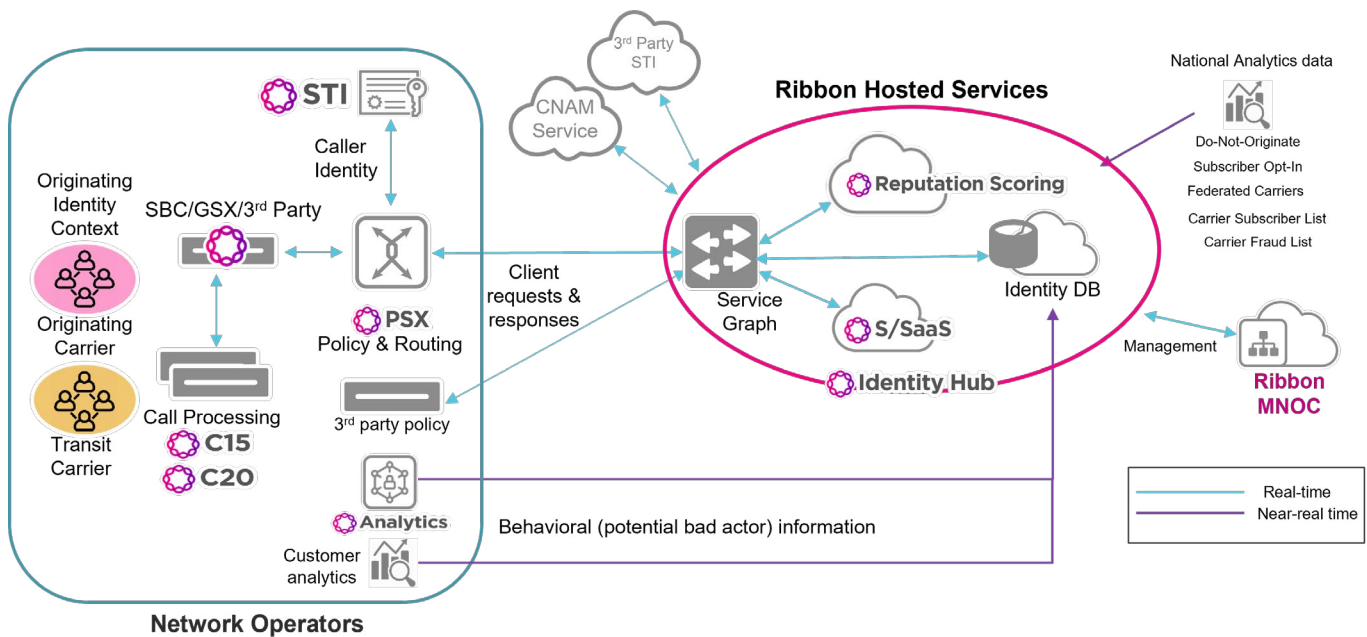 STI
Caller
Identity
Originating
Identity
Context
SBC/GSX/3rd Party
Originating
Carrier
PSX
Policy & Routing
Call Processing
C15
C20
Transit
Carrier
3rd party policy
Analytics
Customer
analytics
Network Operators
3rd Party
STI
CNAM
Service
Client
requests &
responses
Behavioral (potential bad actor) information
Ribbon Hosted Services
Reputation Scoring
Service
Graph
Identity DB
S/SaaS
Identity Hub
National Analytics data
Do-Not-Originate
Subscriber Opt-In
Federated Carriers
Carrier Subscriber List
Carrier Fraud List
Management
Ribbon
MNOC
Real-time
Near-real time